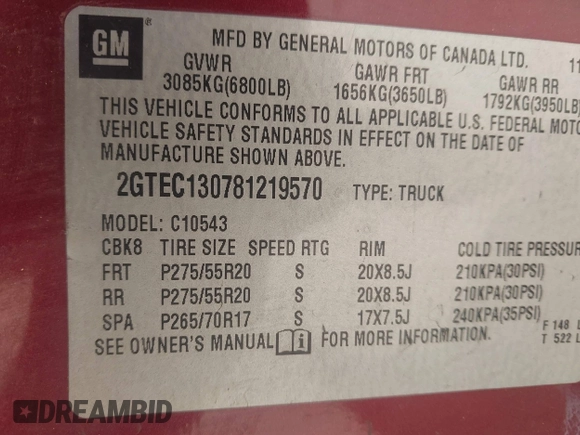 GM
MFD BY GENERAL MOTORS OF CANADA LTD. 11
GVWR GAWR FRT GAWR RR
3085KG(6800LB) 1656KG(3650LB) 1792KG(3950LB)
THIS VEHICLE CONFORMS TO ALL APPLICABLE U.S. FEDERAL MOTO
VEHICLE SAFETY STANDARDS IN EFFECT ON THE DATE OF
MANUFACTURE SHOWN ABOVE.
2GTEC130781219570 TYPE: TRUCK
MODEL: C10543
CBK8 TIRE SIZE SPEED RTG RIM COLD TIRE PRESSUR
FRT P275/55R20 S 20X8.5J 210KPA(30PSI)
RR P275/55R20 S 20X8.5J 210KPA(30PSI)
SPA P265/70R17 S 17X7.5J 240KPA(35PSI)
SEE OWNER'S MANUAL i FOR MORE INFORMATION.
F 148
T 522 L
DREAMBID